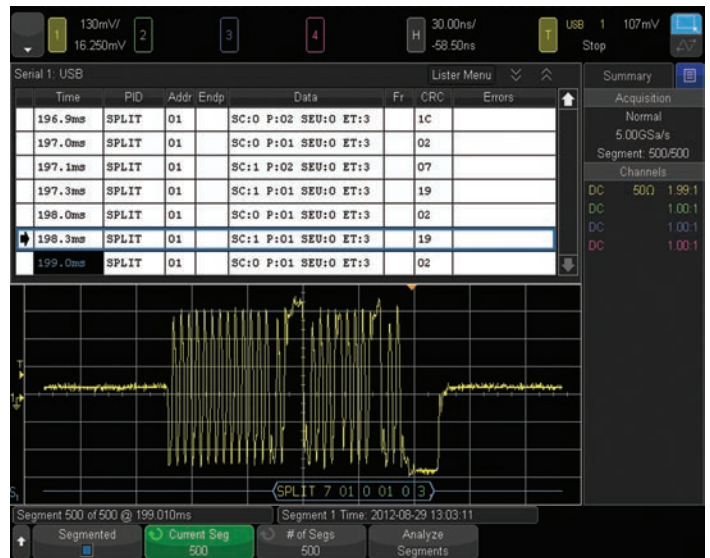 1 130mV/ 16.250mV 2 3 4 H 30.00ns/ -58.50ns T USB 1 107mV Stop
Serial 1: USB Lister Menu
Time PID Addr Endp Data Fr CRC Errors
196.9ms SPLIT 01 SC:0 P:02 SEU:0 ET:3 1C
197.0ms SPLIT 01 SC:0 P:01 SEU:0 ET:3 02
197.1ms SPLIT 01 SC:1 P:02 SEU:0 ET:3 07
197.3ms SPLIT 01 SC:1 P:01 SEU:0 ET:3 19
198.0ms SPLIT 01 SC:0 P:01 SEU:0 ET:3 02
198.3ms SPLIT 01 SC:1 P:01 SEU:0 ET:3 19
199.0ms SPLIT 01 SC:0 P:01 SEU:0 ET:3 02
Summary
Acquisition
Normal
5.00GSa/s
Segment: 500/500
Channels
DC 50Ω 1.99:1
DC 1.00:1
DC 1.00:1
DC 1.00:1
T
S1 SPLIT 7 01 0 01 0 3
Segment 500 of 500 @ 199.010ms Segment 1 Time: 2012-08-29 13:03:11
Segmented
Current Seg
500
# of Segs
500
Analyze
Segments